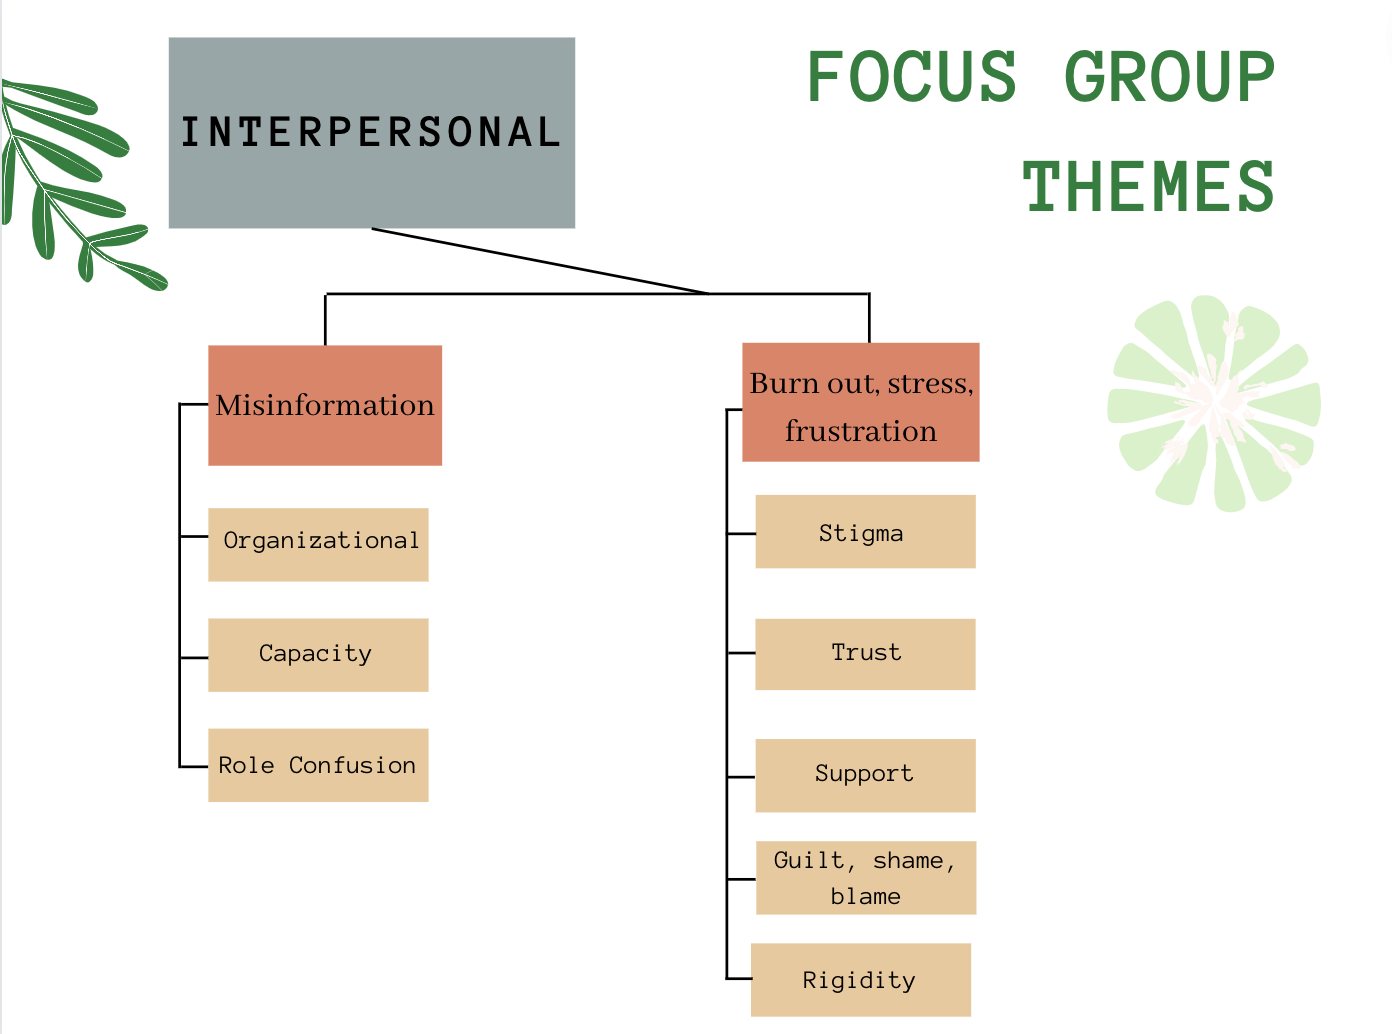 INTERPERSONAL
FOCUS GROUP
THEMES
Misinformation
Organizational
Capacity
Role Confusion
Burn out, stress,
frustration
Stigma
Trust
Support
Guilt, shame,
blame
Rigidity